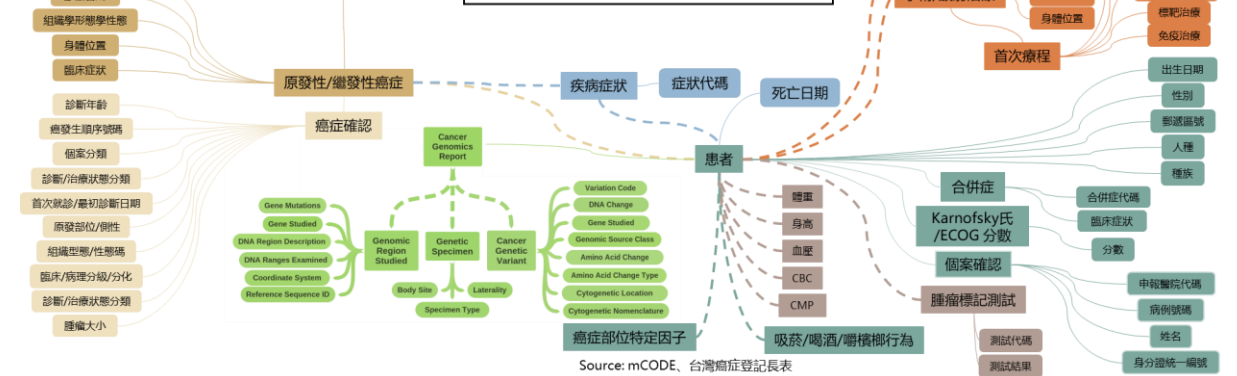 組織學形態學性態
身體位置
臨床症狀
原發性/繼發性癌症
診斷年齡
癌發生順序號碼
個案分類
診斷/治療狀態分類
首次就診/最初診斷日期
原發部位/側性
組織型態/性態碼
臨床/病理分級/分化
診斷/治療狀態分類
腫瘤大小
癌症確認
疾病症狀
症狀代碼
死亡日期
患者
Cancer
Genomics
Report
Gene Mutations
Gene Studied
DNA Region Description
DNA Ranges Examined
Coordinate System
Reference Sequence ID
Genomic
Region
Studied
Genetic
Specimen
Body Site
Laterality
Specimen Type
Cancer
Genetic
Variant
Variation Code
DNA Change
Gene Studied
Genomic Source Class
Amino Acid Change
Amino Acid Change Type
Cytogenetic Location
Cytogenetic Nomenclature
體重
身高
血壓
CBC
CMP
癌症部位特定因子
吸菸/喝酒/嚼檳榔行為
身體位置
首次療程
標靶治療
免疫治療
出生日期
性別
郵遞區號
人種
種族
合併症
合併症代碼
臨床症狀
Karnofsky氏
/ECOG 分數
分數
個案確認
申報醫院代碼
病例號碼
姓名
身分證統一編號
腫瘤標記測試
測試代碼
測試結果
Source: mCODE、台灣癌症登記長表